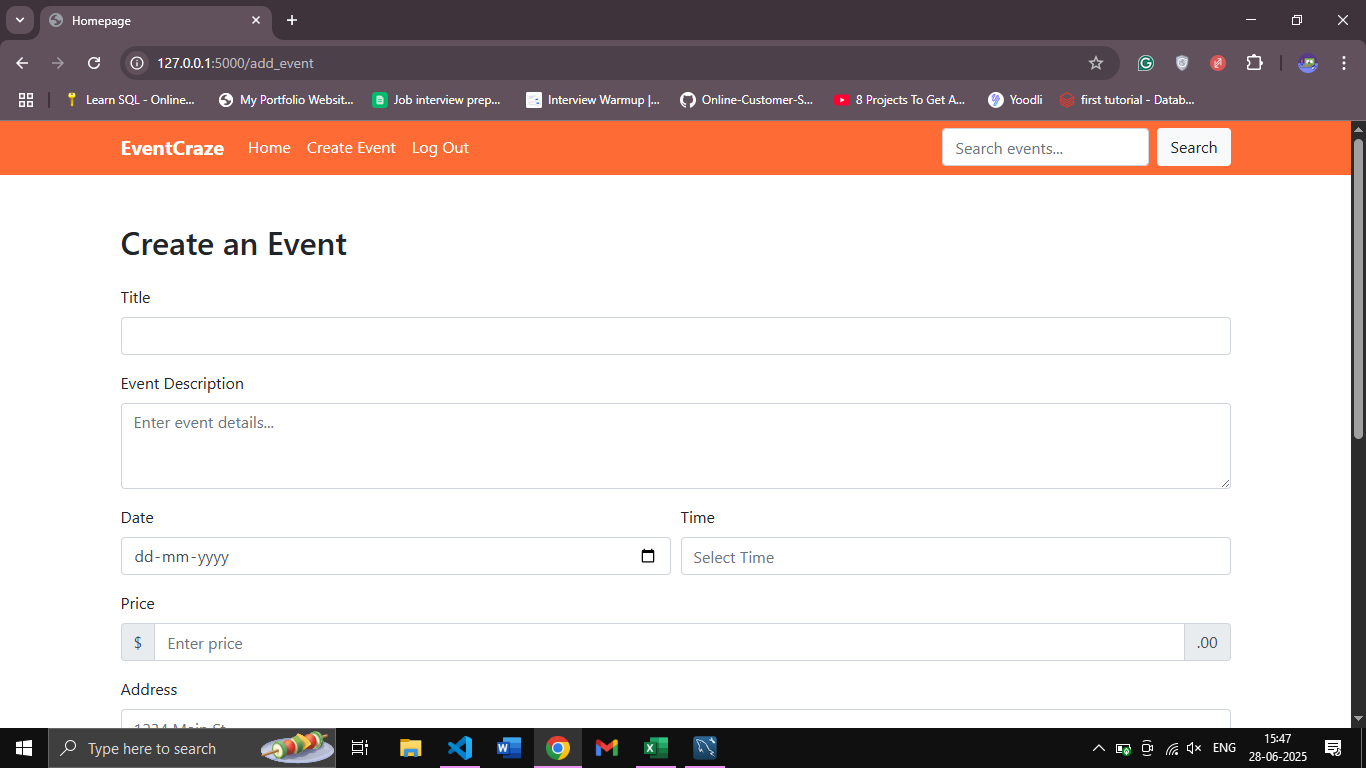 Homepage
127.0.0.1:5000/add_event
Learn SQL - Online... My Portfolio Websit... Job interview prep... Interview Warmup |... Online-Customer-S... 8 Projects To Get A... Yoodli first tutorial - Datab...
EventCraze Home Create Event Log Out Search events... Search
Create an Event
Title
Event Description
Enter event details...
Date Time
dd-mm-yyyy Select Time
Price
$ Enter price .00
Address
1234 Main St
Type here to search ENG 15:47
28-06-2025